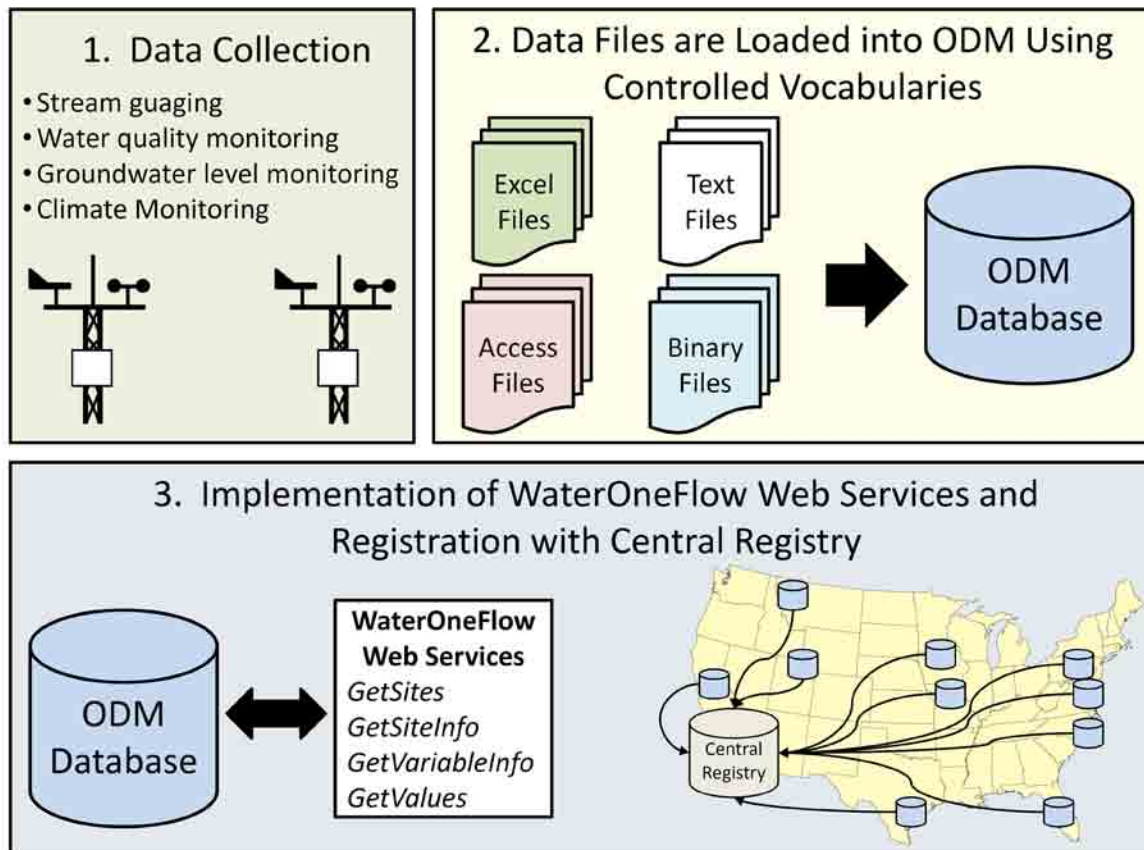 1. Data Collection
• Stream guaging
• Water quality monitoring
• Groundwater level monitoring
• Climate Monitoring
2. Data Files are Loaded into ODM Using
Controlled Vocabularies
Excel
Files
Text
Files
Access
Files
Binary
Files
ODM
Database
3. Implementation of WaterOneFlow Web Services and
Registration with Central Registry
ODM
Database
WaterOneFlow
Web Services
GetSites
GetSiteInfo
GetVariableInfo
GetValues
Central
Registry